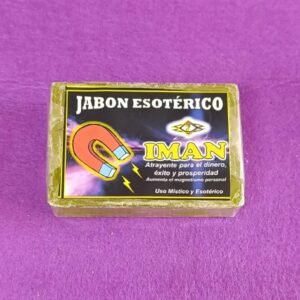 JABON ESOTÉRICO
IMAN
Atrayente para el dinero,
éxito y prosperidad
Aumenta el magnetismo personal
Uso Místico y Esotérico